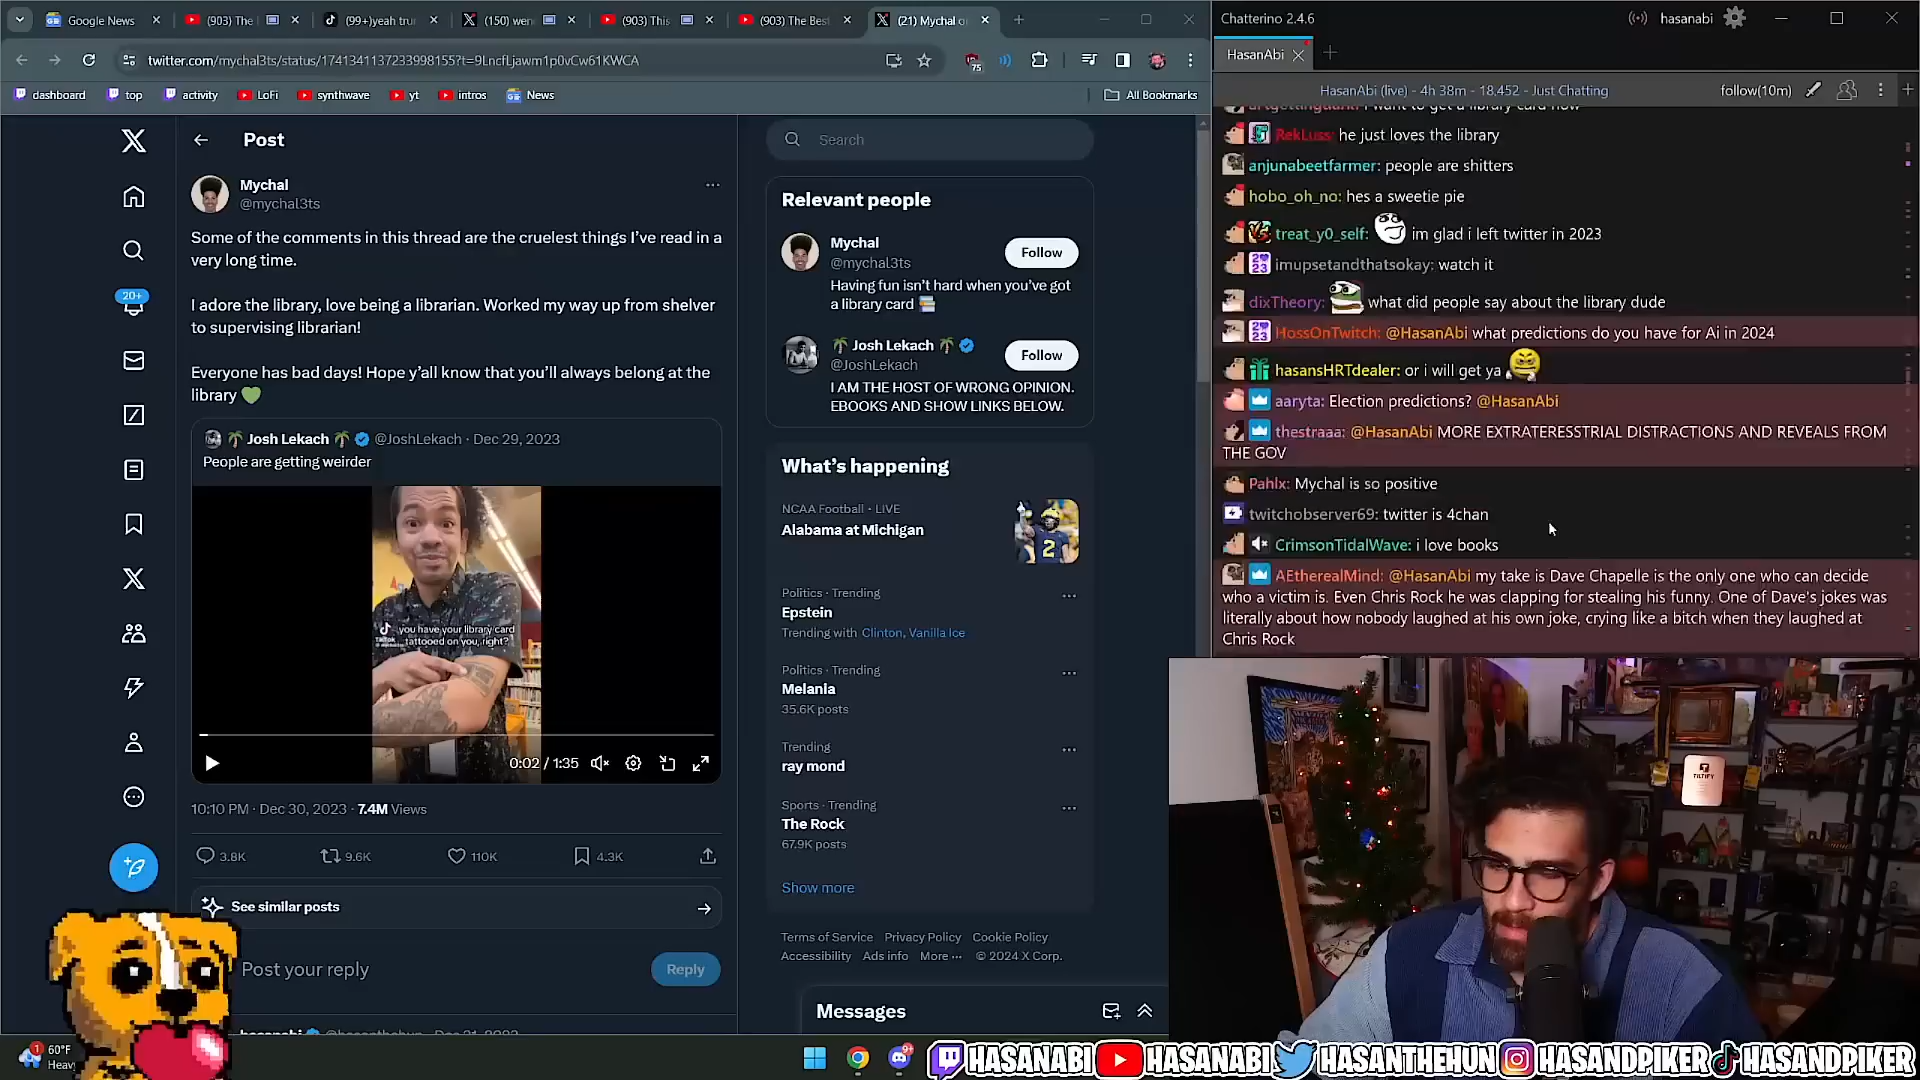 Google News
(903) The
(99+)yeah trum
(150) wen
(903) This
(903) The Best
(21) Mychal o
twitter.com/mychal3ts/status/1741341137233998155?t=9LncfLjawm1p0vCw61KWCA
75
dashboard
top
activity
LoFi
synthwave
yt
intros
News
All Bookmarks
Post
Mychal
@mychal3ts
Some of the comments in this thread are the cruelest things I've read in a
very long time.
I adore the library, love being a librarian. Worked my way up from shelver
to supervising librarian!
Everyone has bad days! Hope y'all know that you'll always belong at the
library 💚
🌴 Josh Lekach 🌴 @JoshLekach · Dec 29, 2023
People are getting weirder
you have your library card
tattooed on you, right?
0:02 / 1:35
10:10 PM · Dec 30, 2023 · 7.4M Views
3.8K
9.6K
110K
4.3K
See similar posts
Post your reply
Reply
20+
Search
Relevant people
Mychal
@mychal3ts
Follow
Having fun isn't hard when you've got
a library card 📚
🌴 Josh Lekach 🌴
@JoshLekach
Follow
I AM THE HOST OF WRONG OPINION.
EBOOKS AND SHOW LINKS BELOW.
What's happening
NCAA Football · LIVE
Alabama at Michigan
2
Politics · Trending
Epstein
Trending with Clinton, Vanilla Ice
Politics · Trending
Melania
35.6K posts
Trending
ray mond
Sports · Trending
The Rock
67.9K posts
Show more
Terms of Service Privacy Policy Cookie Policy
Accessibility Ads info More ··· © 2024 X Corp.
Messages
Chatterino 2.4.6
hasanabi
HasanAbi
HasanAbi (live) - 4h 38m - 18,452 - Just Chatting
follow(10m)
i want to get a library card now
RekLuss: he just loves the library
anjunabeetfarmer: people are shitters
hobo_oh_no: hes a sweetie pie
treat_y0_self: im glad i left twitter in 2023
imupsetandthatsokay: watch it
dixTheory: what did people say about the library dude
HossOnTwitch: @HasanAbi what predictions do you have for Ai in 2024
hasansHRTdealer: or i will get ya
aaryta: Election predictions? @HasanAbi
thestraaa: @HasanAbi MORE EXTRATERESSTRIAL DISTRACTIONS AND REVEALS FROM
THE GOV
Pahlx: Mychal is so positive
twitchobserver69: twitter is 4chan
CrimsonTidalWave: i love books
AEtherealMind: @HasanAbi my take is Dave Chapelle is the only one who can decide
who a victim is. Even Chris Rock he was clapping for stealing his funny. One of Dave's jokes was
literally about how nobody laughed at his own joke, crying like a bitch when they laughed at
Chris Rock
TILTIFY
1
60°F
Heavy
9+
HASANABI
HASANABI
HASANTHEHUN
HASANDPIKER
HASANDPIKER